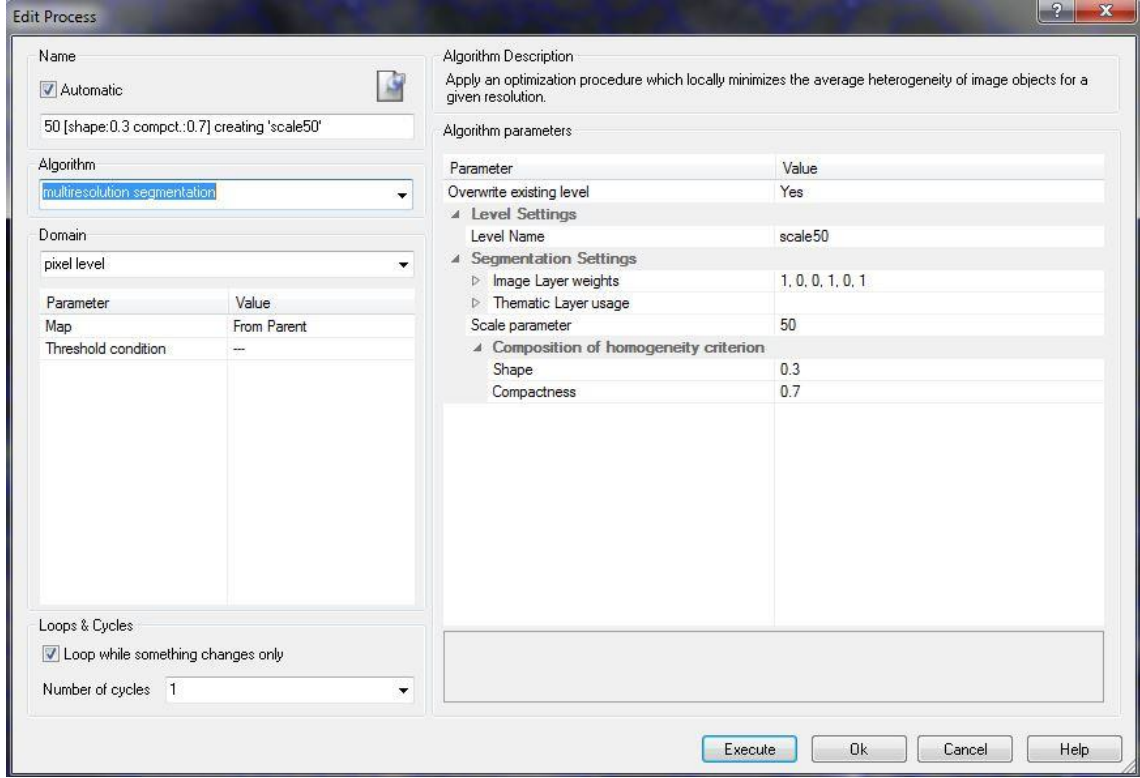 Edit Process
Name
Automatic
50 [shape:0.3 compct.:0.7] creating 'scale50'
Algorithm
multiresolution segmentation
Domain
pixel level
Parameter Value
Map From Parent
Threshold condition ---
Loops & Cycles
Loop while something changes only
Number of cycles 1
Algorithm Description
Apply an optimization procedure which locally minimizes the average heterogeneity of image objects for a
given resolution.
Algorithm parameters
Parameter Value
Overwrite existing level Yes
Level Settings
Level Name scale50
Segmentation Settings
Image Layer weights 1, 0, 0, 1, 0, 1
Thematic Layer usage
Scale parameter 50
Composition of homogeneity criterion
Shape 0.3
Compactness 0.7
Execute Ok Cancel Help